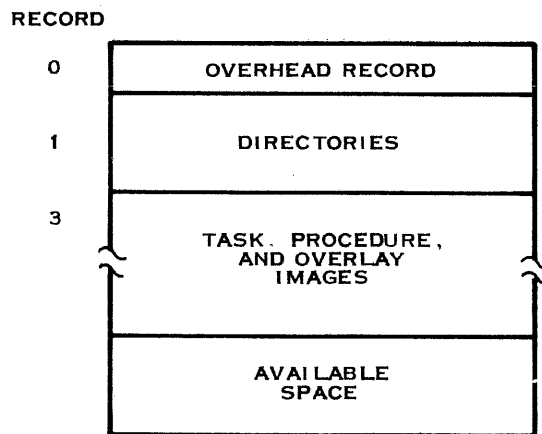 RECORD
0 OVERHEAD RECORD
1 DIRECTORIES
3
TASK, PROCEDURE,
AND OVERLAY
IMAGES
AVAILABLE
SPACE